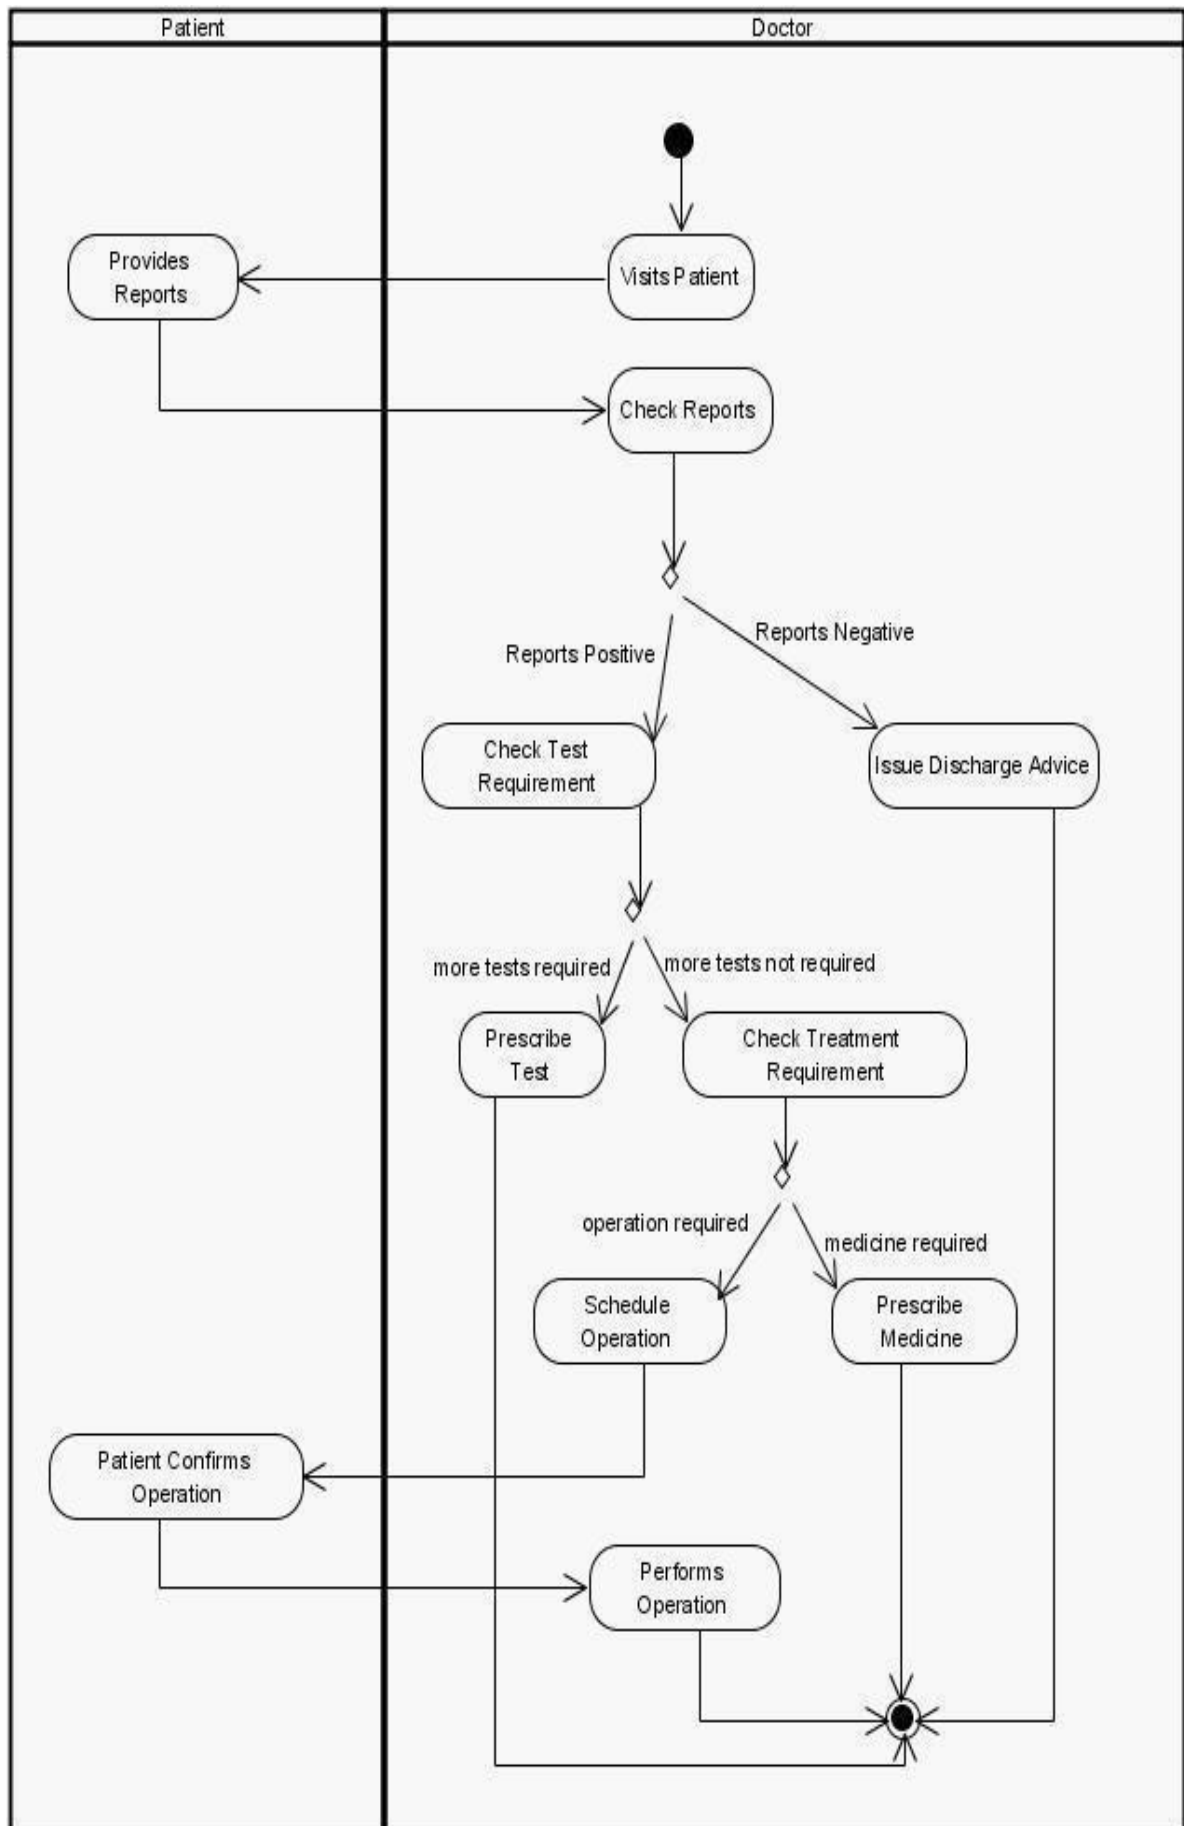 Patient
Doctor
Visits Patient
Provides
Reports
Check Reports
Reports Negative
Reports Positive
Check Test
Requirement
Issue Discharge Advice
more tests required
more tests not required
Prescribe
Test
Check Treatment
Requirement
operation required
medicine required
Schedule
Operation
Prescribe
Medicine
Patient Confirms
Operation
Performs
Operation